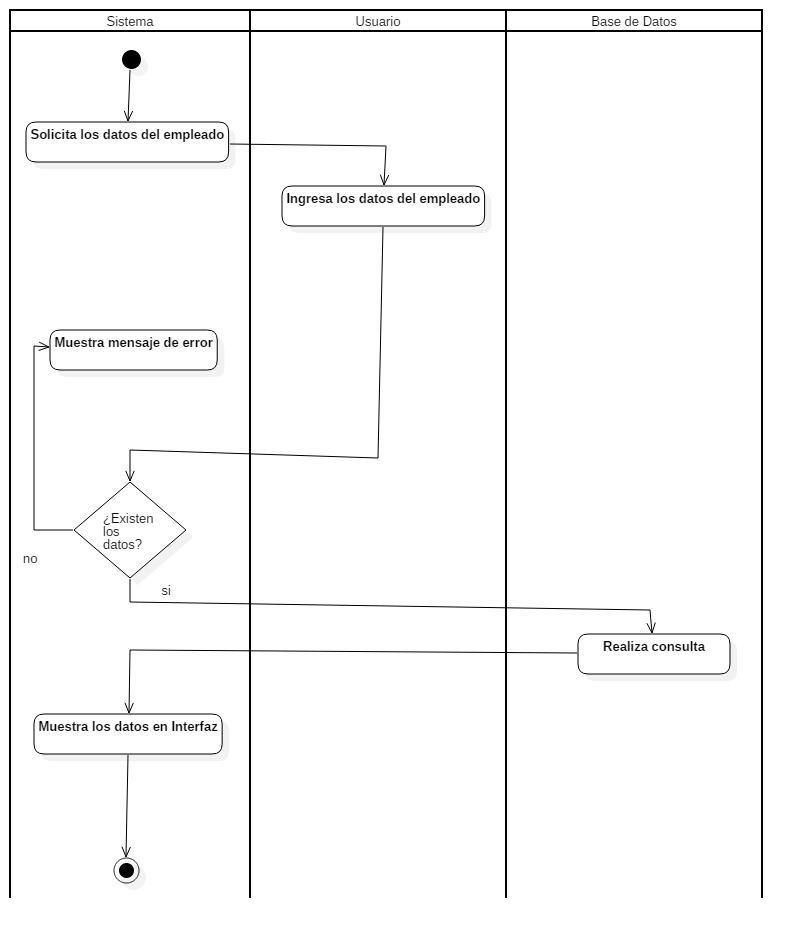 Sistema
Usuario
Base de Datos
Solicita los datos del empleado
Ingresa los datos del empleado
Muestra mensaje de error
¿Existen
los
datos?
no
si
Realiza consulta
Muestra los datos en Interfaz